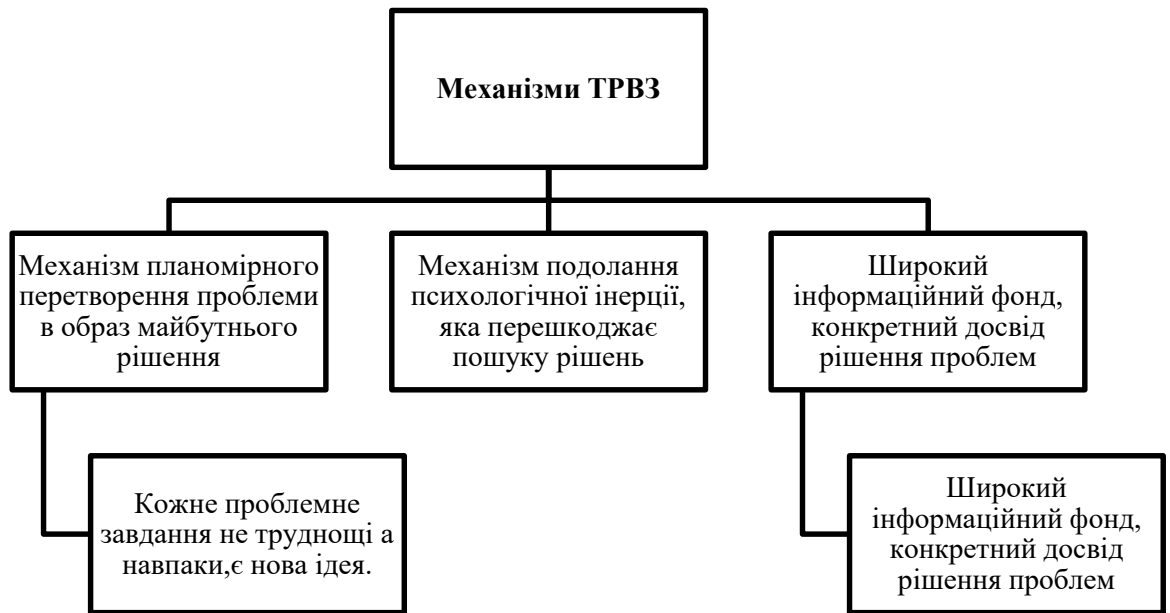 Механізми ТРВЗ
Механізм планомірного
перетворення проблеми
в образ майбутнього
рішення
Механізм подолання
психологічної інерції,
яка перешкоджає
пошуку рішень
Широкий
інформаційний фонд,
конкретний досвід
рішення проблем
Кожне проблемне
завдання не труднощі а
навпаки,є нова ідея.
Широкий
інформаційний фонд,
конкретний досвід
рішення проблем